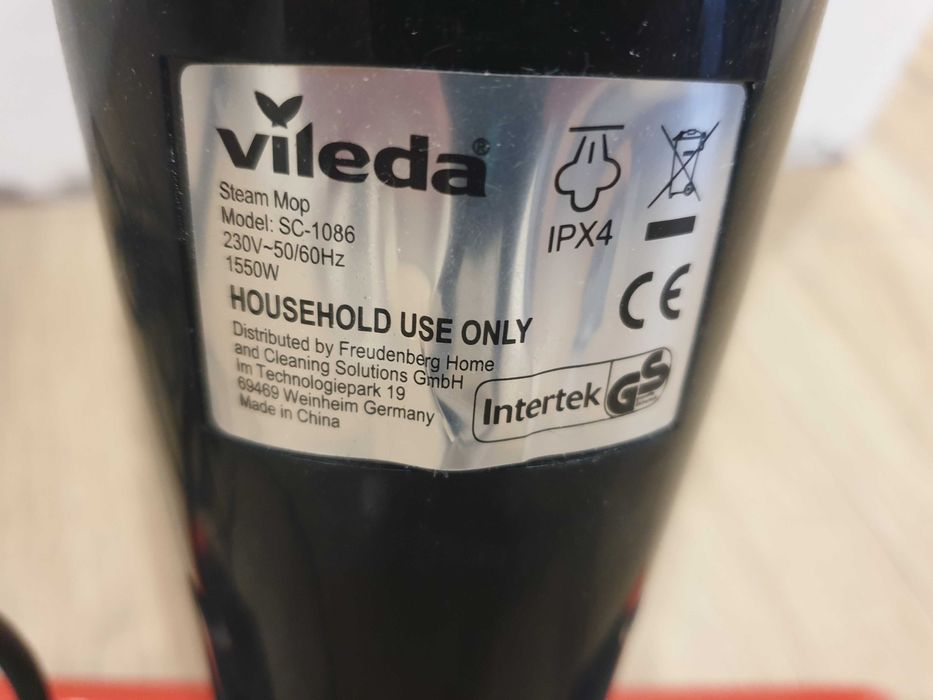 vileda®
Steam Mop
Model: SC-1086
230V~50/60Hz
1550W
HOUSEHOLD USE ONLY
Distributed by Freudenberg Home
and Cleaning Solutions GmbH
Im Technologiepark 19
69469 Weinheim Germany
Made in China
IPX4
CE
Intertek
GS